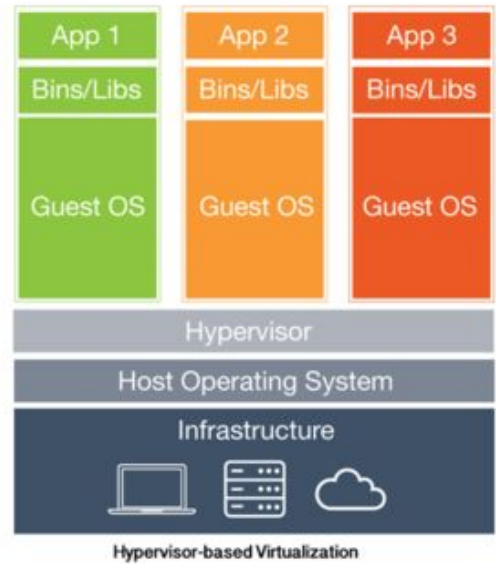 App 1 App 2 App 3
Bins/Libs Bins/Libs Bins/Libs
Guest OS Guest OS Guest OS
Hypervisor
Host Operating System
Infrastructure
Hypervisor-based Virtualization